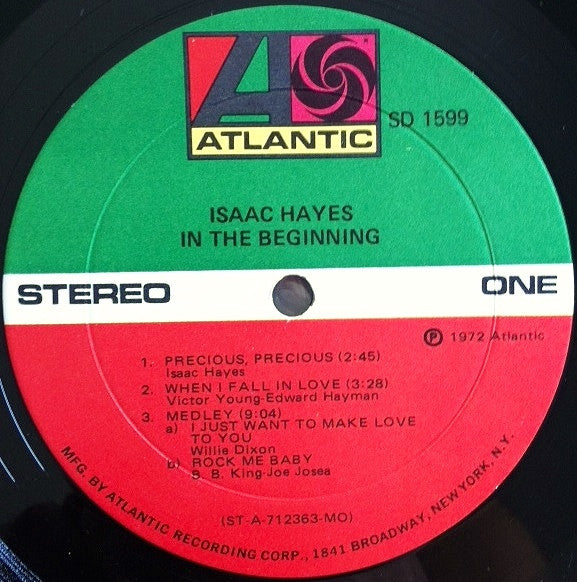 ATLANTIC
SD 1599
ISAAC HAYES
IN THE BEGINNING
STEREO
ONE
Ⓟ 1972 Atlantic
1. PRECIOUS, PRECIOUS (2:45)
Isaac Hayes
2. WHEN I FALL IN LOVE (3:28)
Victor Young-Edward Hayman
3. MEDLEY (9:04)
a) I JUST WANT TO MAKE LOVE
TO YOU
Willie Dixon
b) ROCK ME BABY
B. B. King-Joe Josea
(ST-A-712363-MO)
MFG. BY ATLANTIC RECORDING CORP., 1841 BROADWAY, NEW YORK, N.Y.